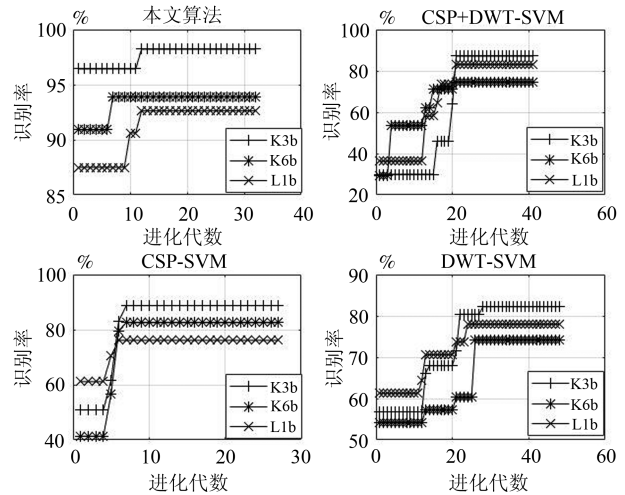 % 本文算法
100
95
90
85
识别率
0 10 20 30 40
进化代数
K3b
K6b
L1b
% CSP+DWT-SVM
100
80
60
40
20
识别率
0 20 40 60
进化代数
K3b
K6b
L1b
% CSP-SVM
100
80
60
40
识别率
0 10 20 30
进化代数
K3b
K6b
L1b
% DWT-SVM
90
80
70
60
50
识别率
0 20 40 60
进化代数
K3b
K6b
L1b